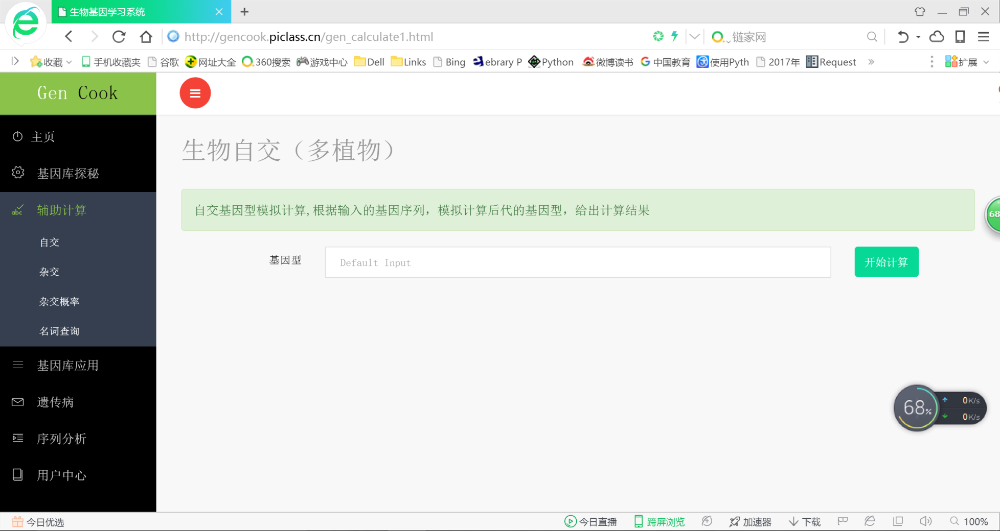 生物基因学习系统
http://gencook.piclass.cn/gen_calculate1.html
链家网
收藏 手机收藏夹 谷歌 网址大全 360搜索 游戏中心 Dell Links Bing ebrary P Python 微博读书 中国教育 使用Pyth 2017年 Request » 扩展
Gen Cook
主页
基因库探秘
abc 辅助计算
自交
杂交
杂交概率
名词查询
基因库应用
遗传病
序列分析
用户中心
生物自交（多植物）
自交基因型模拟计算,根据输入的基因序列，模拟计算后代的基因型，给出计算结果
基因型 Default Input 开始计算
68
68%
0K/s
0K/s
今日优选 今日直播 跨屏浏览 加速器 下载 100%